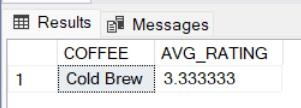 Results Messages
COFFEE AVG_RATING
1 Cold Brew 3.333333